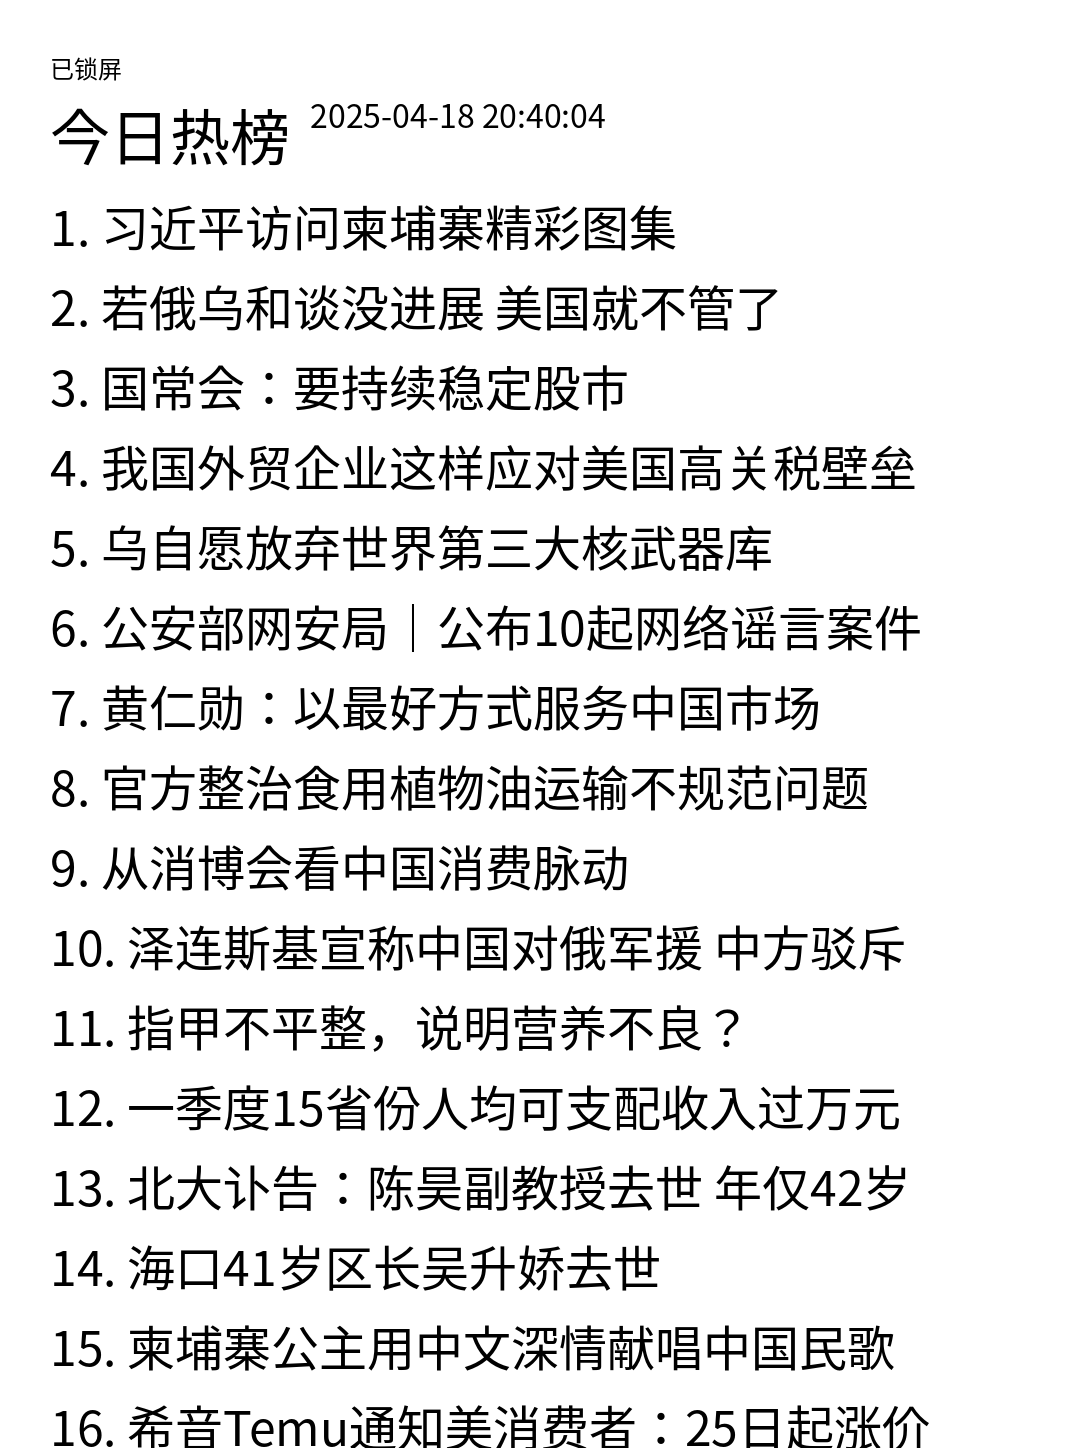 已锁屏
今日热榜 2025-04-18 20:40:04
1. 习近平访问柬埔寨精彩图集
2. 若俄乌和谈没进展 美国就不管了
3. 国常会：要持续稳定股市
4. 我国外贸企业这样应对美国高关税壁垒
5. 乌自愿放弃世界第三大核武器库
6. 公安部网安局｜公布10起网络谣言案件
7. 黄仁勋：以最好方式服务中国市场
8. 官方整治食用植物油运输不规范问题
9. 从消博会看中国消费脉动
10. 泽连斯基宣称中国对俄军援 中方驳斥
11. 指甲不平整，说明营养不良？
12. 一季度15省份人均可支配收入过万元
13. 北大讣告：陈昊副教授去世 年仅42岁
14. 海口41岁区长吴升娇去世
15. 柬埔寨公主用中文深情献唱中国民歌
16. 希音Temu通知美消费者：25日起涨价